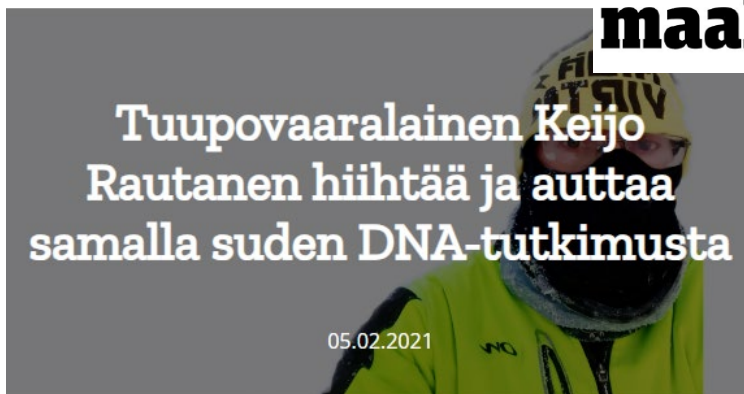 maa
Tuupovaaralainen Keijo
Rautanen hiihtää ja auttaa
samalla suden DNA-tutkimusta
05.02.2021